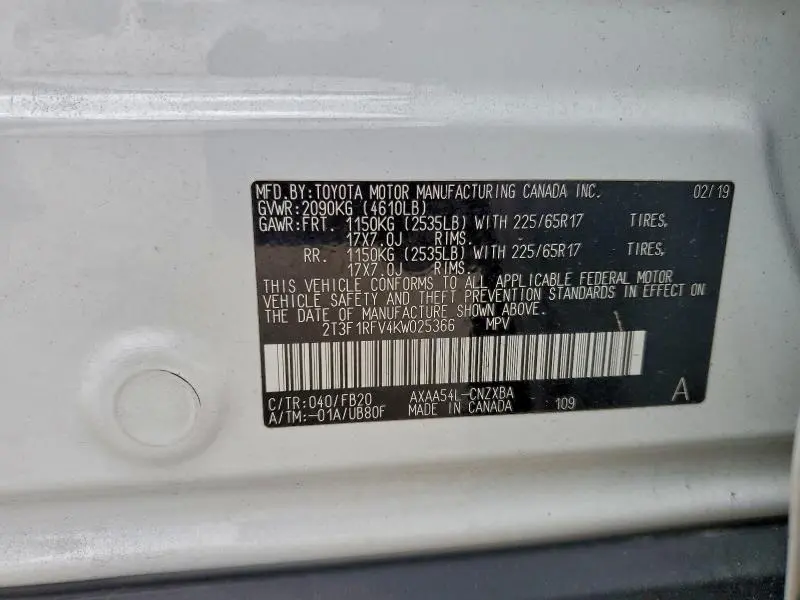 MFD.BY:TOYOTA MOTOR MANUFACTURING CANADA INC. 02/19
GVWR:2090KG (4610LB)
GAWR:FRT. 1150KG (2535LB) WITH 225/65R17 TIRES,
17X7.0J RIMS.
RR. 1150KG (2535LB) WITH 225/65R17 TIRES,
17X7.0J RIMS.
THIS VEHICLE CONFORMS TO ALL APPLICABLE FEDERAL MOTOR
VEHICLE SAFETY AND THEFT PREVENTION STANDARDS IN EFFECT ON
THE DATE OF MANUFACTURE SHOWN ABOVE.
2T3F1RFV4KW025366 MPV
C/TR:040/FB20 AXAA54L-CNZXBA
A/TM:-01A/UB80F MADE IN CANADA 109 A